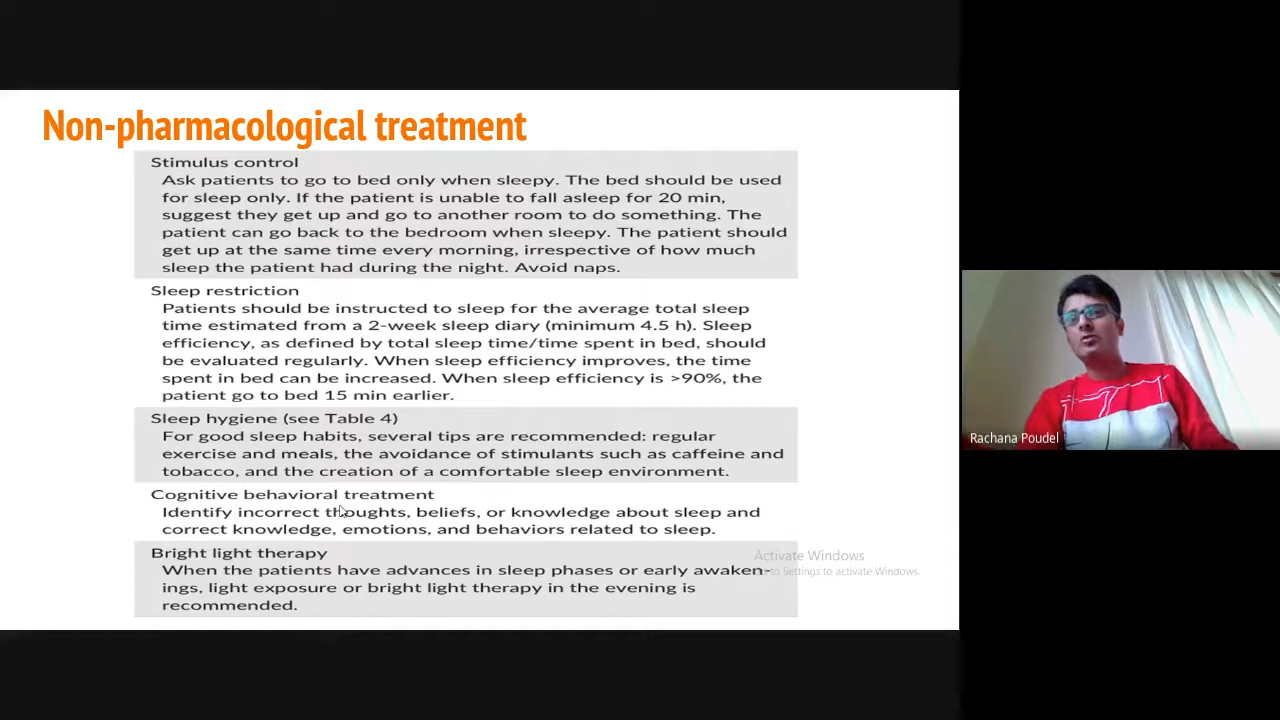 Non-pharmacological treatment
Stimulus control
Ask patients to go to bed only when sleepy. The bed should be used
for sleep only. If the patient is unable to fall asleep for 20 min,
suggest they get up and go to another room to do something. The
patient can go back to the bedroom when sleepy. The patient should
get up at the same time every morning, irrespective of how much
sleep the patient had during the night. Avoid naps.
Sleep restriction
Patients should be instructed to sleep for the average total sleep
time estimated from a 2-week sleep diary (minimum 4.5 h). Sleep
efficiency, as defined by total sleep time/time spent in bed, should
be evaluated regularly. When sleep efficiency improves, the time
spent in bed can be increased. When sleep efficiency is >90%, the
patient go to bed 15 min earlier.
Sleep hygiene (see Table 4)
For good sleep habits, several tips are recommended: regular
exercise and meals, the avoidance of stimulants such as caffeine and
tobacco, and the creation of a comfortable sleep environment.
Cognitive behavioral treatment
Identify incorrect thoughts, beliefs, or knowledge about sleep and
correct knowledge, emotions, and behaviors related to sleep.
Bright light therapy
When the patients have advances in sleep phases or early awaken-
ings, light exposure or bright light therapy in the evening is
recommended.
Activate Windows
to Settings to activate Windows.
Rachana Poudel